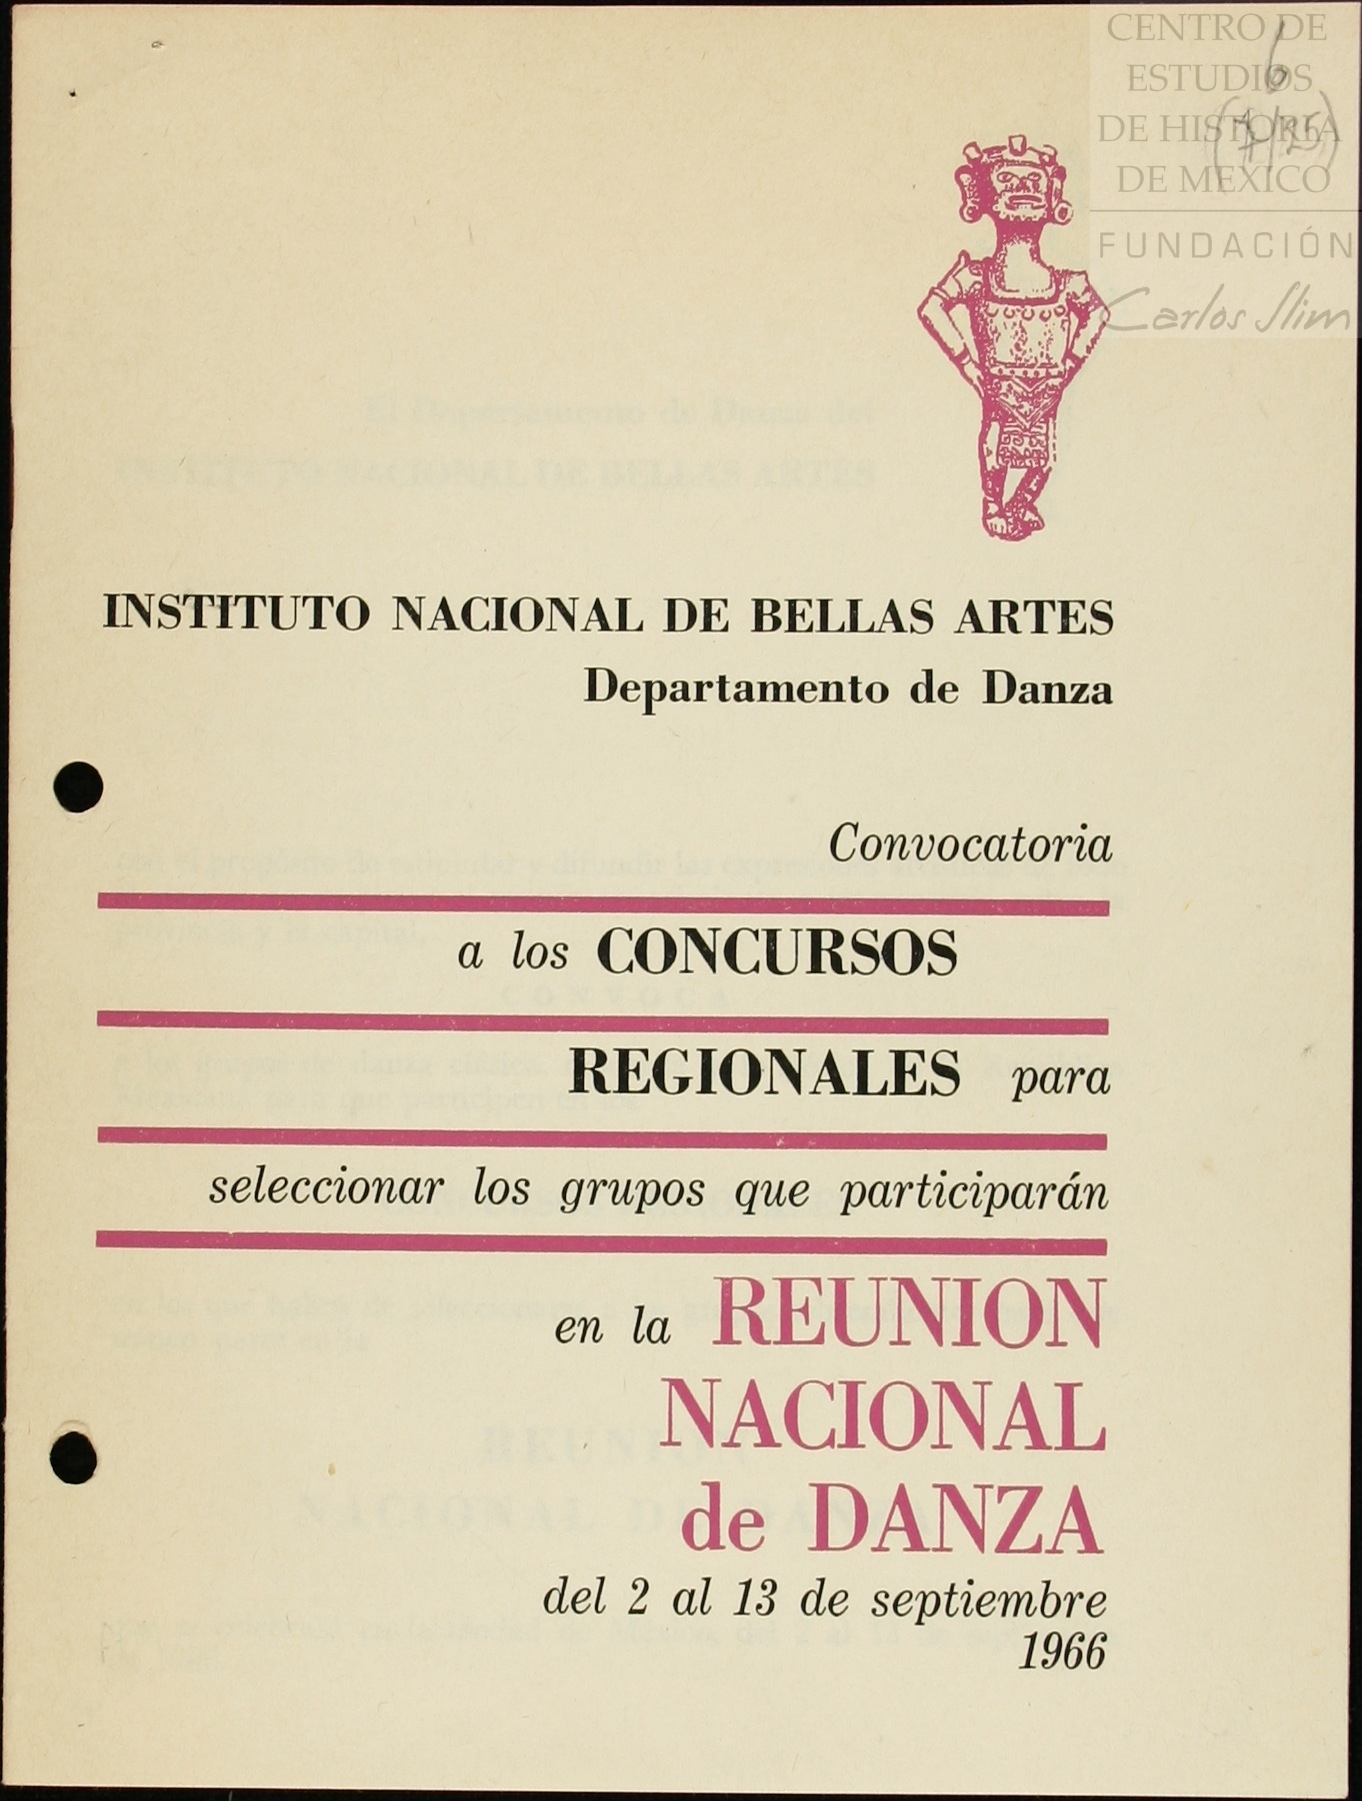 CENTRO DE
ESTUDIOS
DE HISTORIA
DE MEXICO
FUNDACIÓN
Carlos Slim
6
INSTITUTO NACIONAL DE BELLAS ARTES
Departamento de Danza
Convocatoria
a los CONCURSOS
REGIONALES para
seleccionar los grupos que participarán
en la REUNION
NACIONAL
de DANZA
del 2 al 13 de septiembre
1966